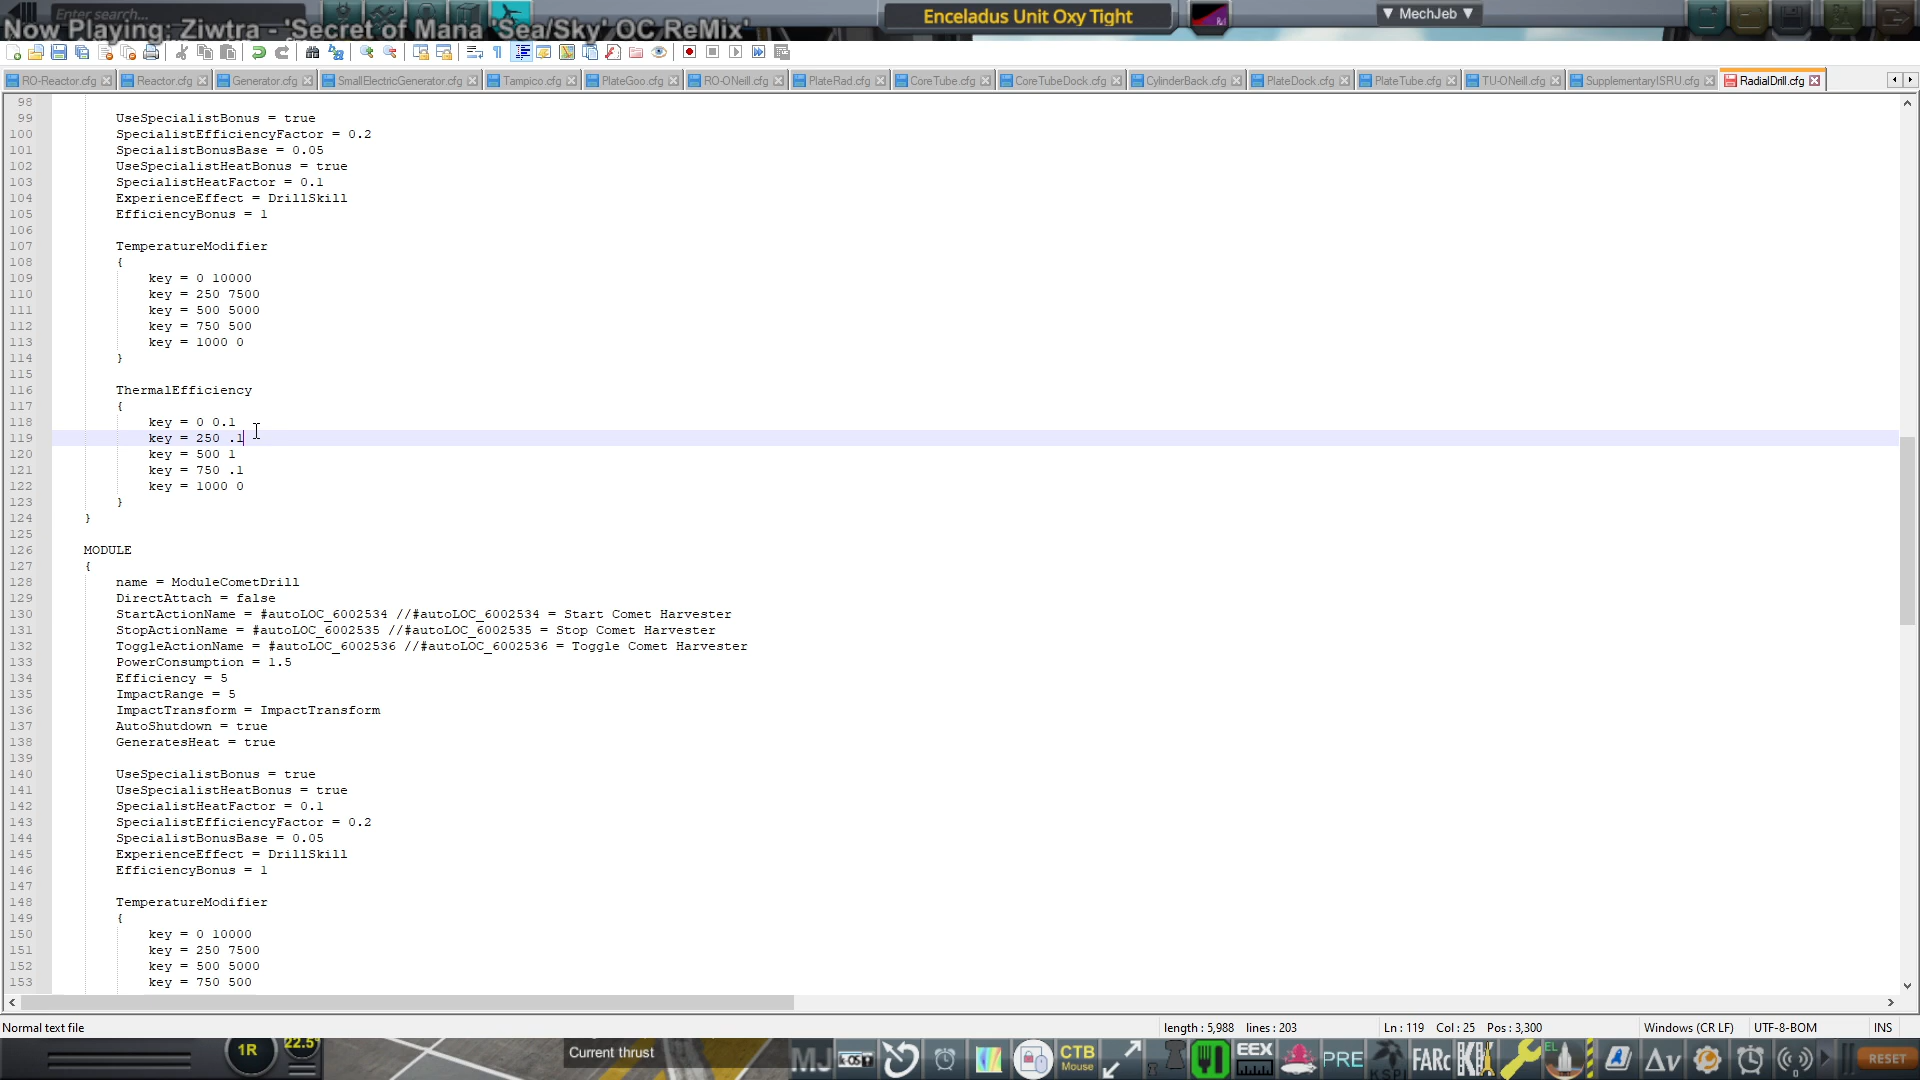 Enter search...
Now Playing: Ziwtra - 'Secret of Mana 'Sea/Sky' OC ReMix'
Enceladus Unit Oxy Tight
▼ MechJeb ▼
RO-Reactor.cfg
Reactor.cfg
Generator.cfg
SmallElectricGenerator.cfg
Tampico.cfg
PlateGoo.cfg
RO-ONeill.cfg
PlateRad.cfg
CoreTube.cfg
CoreTubeDock.cfg
CylinderBack.cfg
PlateDock.cfg
PlateTube.cfg
TU-ONeill.cfg
SupplementaryISRU.cfg
RadialDrill.cfg
98
99 UseSpecialistBonus = true
100 SpecialistEfficiencyFactor = 0.2
101 SpecialistBonusBase = 0.05
102 UseSpecialistHeatBonus = true
103 SpecialistHeatFactor = 0.1
104 ExperienceEffect = DrillSkill
105 EfficiencyBonus = 1
106
107 TemperatureModifier
108 {
109 key = 0 10000
110 key = 250 7500
111 key = 500 5000
112 key = 750 500
113 key = 1000 0
114 }
115
116 ThermalEfficiency
117 {
118 key = 0 0.1
119 key = 250 .1
120 key = 500 1
121 key = 750 .1
122 key = 1000 0
123 }
124 }
125
126 MODULE
127 {
128 name = ModuleCometDrill
129 DirectAttach = false
130 StartActionName = #autoLOC_6002534 //#autoLOC_6002534 = Start Comet Harvester
131 StopActionName = #autoLOC_6002535 //#autoLOC_6002535 = Stop Comet Harvester
132 ToggleActionName = #autoLOC_6002536 //#autoLOC_6002536 = Toggle Comet Harvester
133 PowerConsumption = 1.5
134 Efficiency = 5
135 ImpactRange = 5
136 ImpactTransform = ImpactTransform
137 AutoShutdown = true
138 GeneratesHeat = true
139
140 UseSpecialistBonus = true
141 UseSpecialistHeatBonus = true
142 SpecialistHeatFactor = 0.1
143 SpecialistEfficiencyFactor = 0.2
144 SpecialistBonusBase = 0.05
145 ExperienceEffect = DrillSkill
146 EfficiencyBonus = 1
147
148 TemperatureModifier
149 {
150 key = 0 10000
151 key = 250 7500
152 key = 500 5000
153 key = 750 500
Normal text file
length : 5,988 lines : 203
Ln : 119 Col : 25 Pos : 3,300
Windows (CR LF)
UTF-8-BOM
INS
1R
22.5
Current thrust
MJ
kOS
CTB
Mouse
EEX
PRE
KSPI
FARc
EL
Δv
RESET